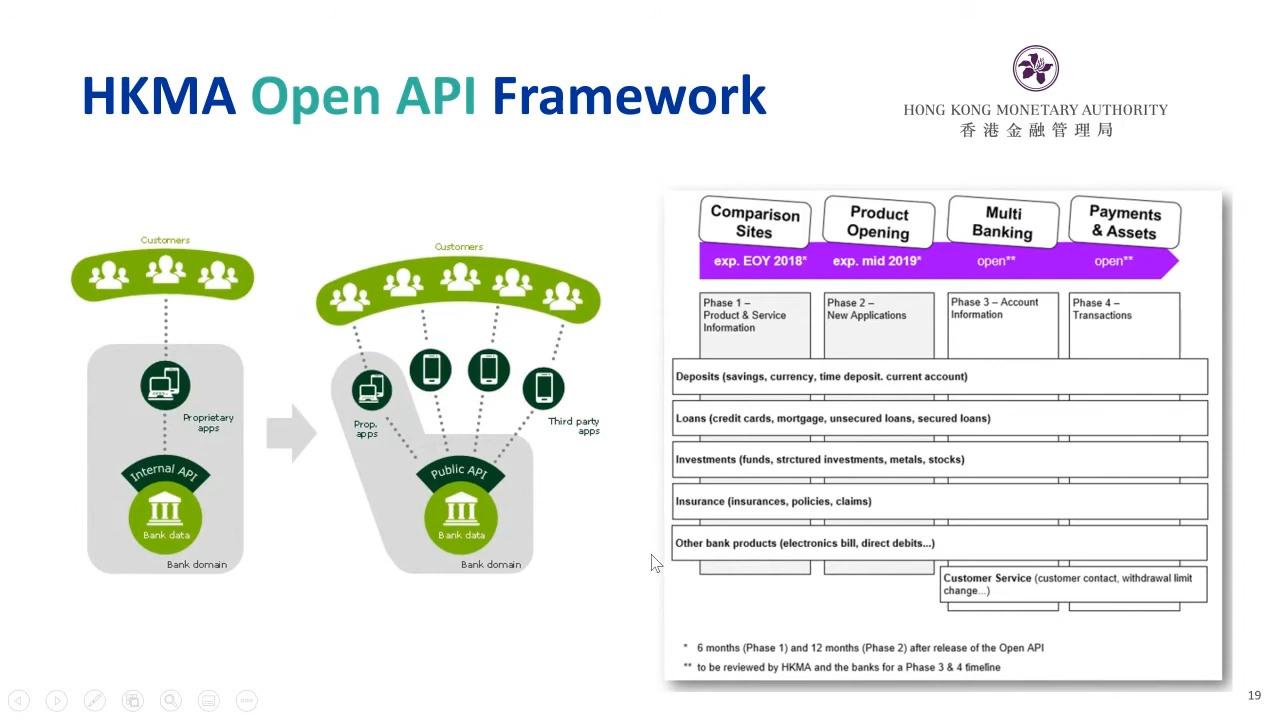 HKMA Open API Framework
HONG KONG MONETARY AUTHORITY
香港金融管理局
Customers
Proprietary
apps
Internal API
Bank data
Bank domain
Customers
Prop.
apps
Third party
apps
Public API
Bank data
Bank domain
Comparison
Sites
Product
Opening
Multi
Banking
Payments
& Assets
exp. EOY 2018*
exp. mid 2019*
open**
open**
Phase 1 –
Product & Service
Information
Phase 2 –
New Applications
Phase 3 – Account
Information
Phase 4 –
Transactions
Deposits (savings, currency, time deposit. current account)
Loans (credit cards, mortgage, unsecured loans, secured loans)
Investments (funds, strctured investments, metals, stocks)
Insurance (insurances, policies, claims)
Other bank products (electronics bill, direct debits...)
Customer Service (customer contact, withdrawal limit
change...)
* 6 months (Phase 1) and 12 months (Phase 2) after release of the Open API
** to be reviewed by HKMA and the banks for a Phase 3 & 4 timeline
19